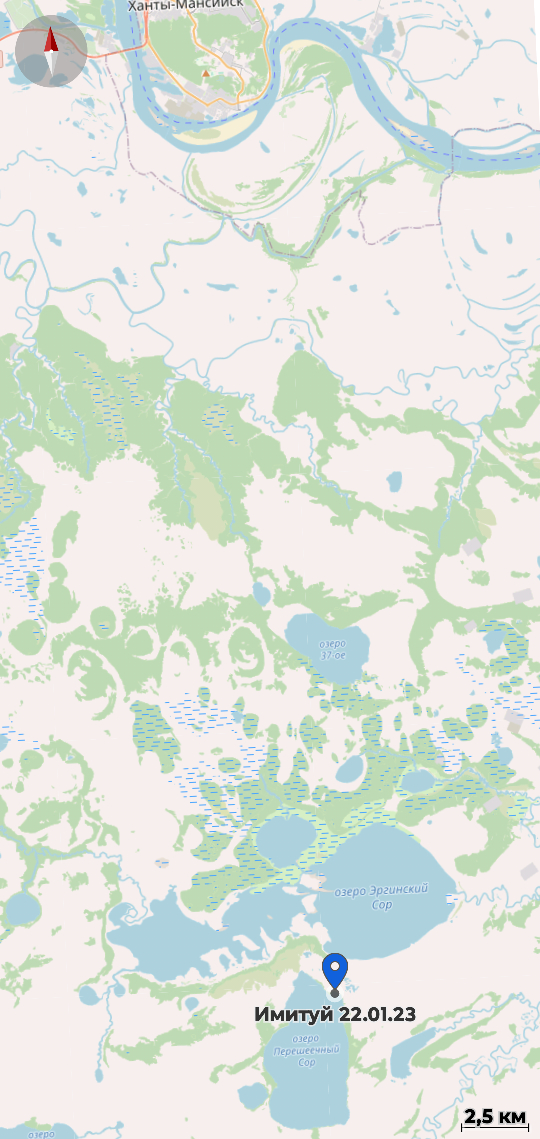 Ханты-Мансийск
озеро
37-ое
озеро Эргинский
Сор
Имитуй 22.01.23
озеро
Перешеечный
Сор
2,5 км
озеро